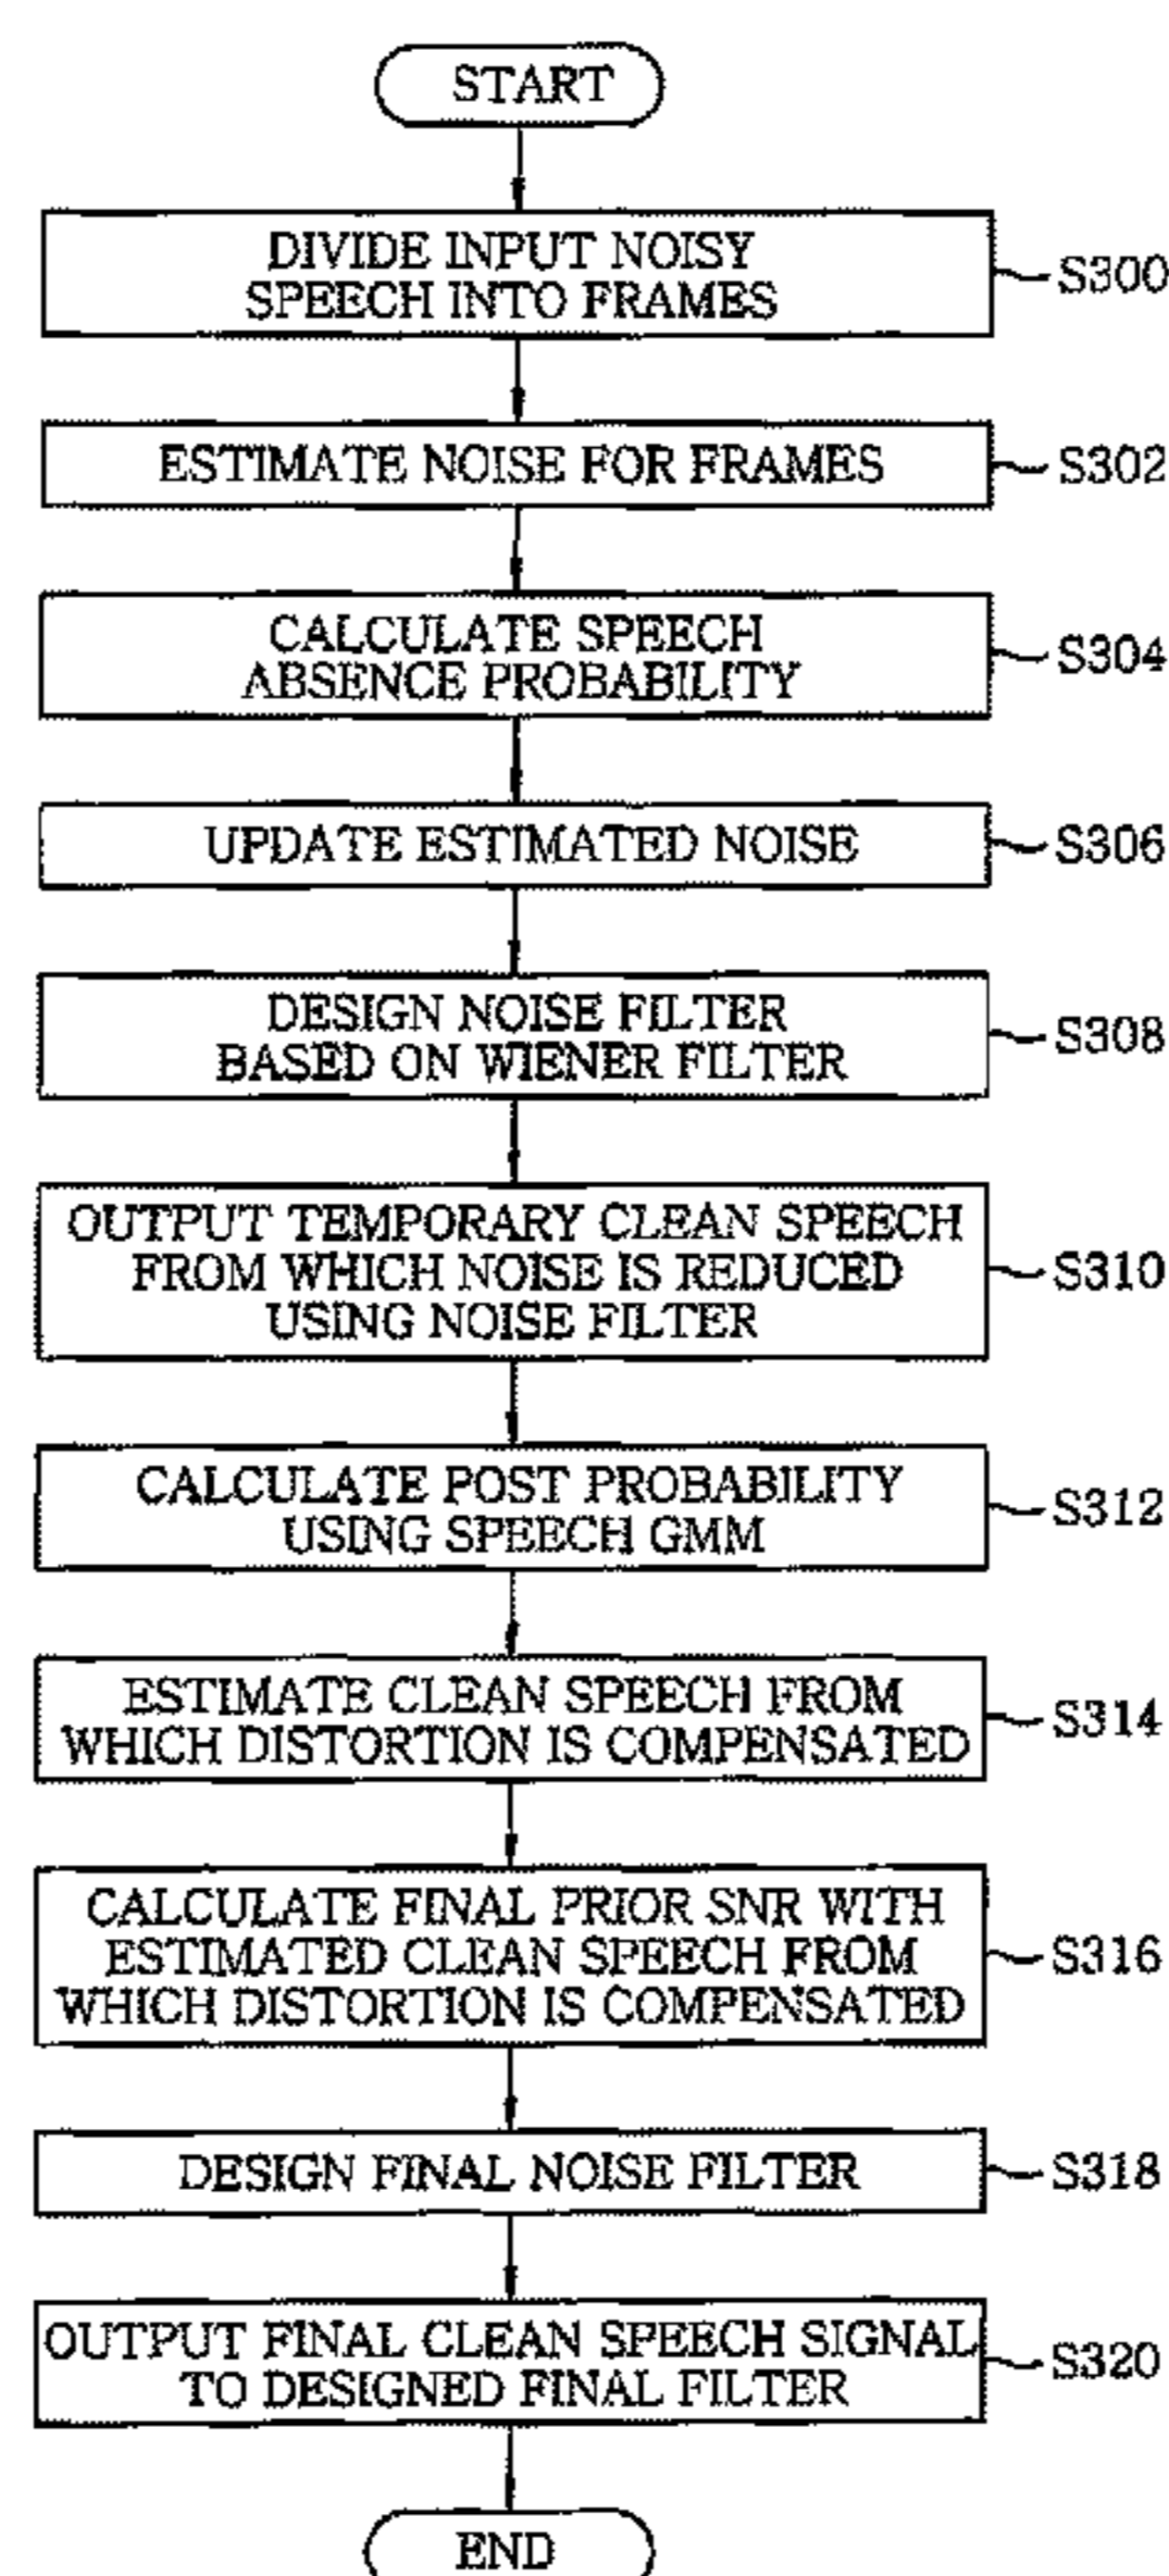 START
DIVIDE INPUT NOISY
SPEECH INTO FRAMES
S300
ESTIMATE NOISE FOR FRAMES
S302
CALCULATE SPEECH
ABSENCE PROBABILITY
S304
UPDATE ESTIMATED NOISE
S306
DESIGN NOISE FILTER
BASED ON WIENER FILTER
S308
OUTPUT TEMPORARY CLEAN SPEECH
FROM WHICH NOISE IS REDUCED
USING NOISE FILTER
S310
CALCULATE POST PROBABILITY
USING SPEECH GMM
S312
ESTIMATE CLEAN SPEECH FROM
WHICH DISTORTION IS COMPENSATED
S314
CALCULATE FINAL PRIOR SNR WITH
ESTIMATED CLEAN SPEECH FROM
WHICH DISTORTION IS COMPENSATED
S316
DESIGN FINAL NOISE FILTER
S318
OUTPUT FINAL CLEAN SPEECH SIGNAL
TO DESIGNED FINAL FILTER
S320
END